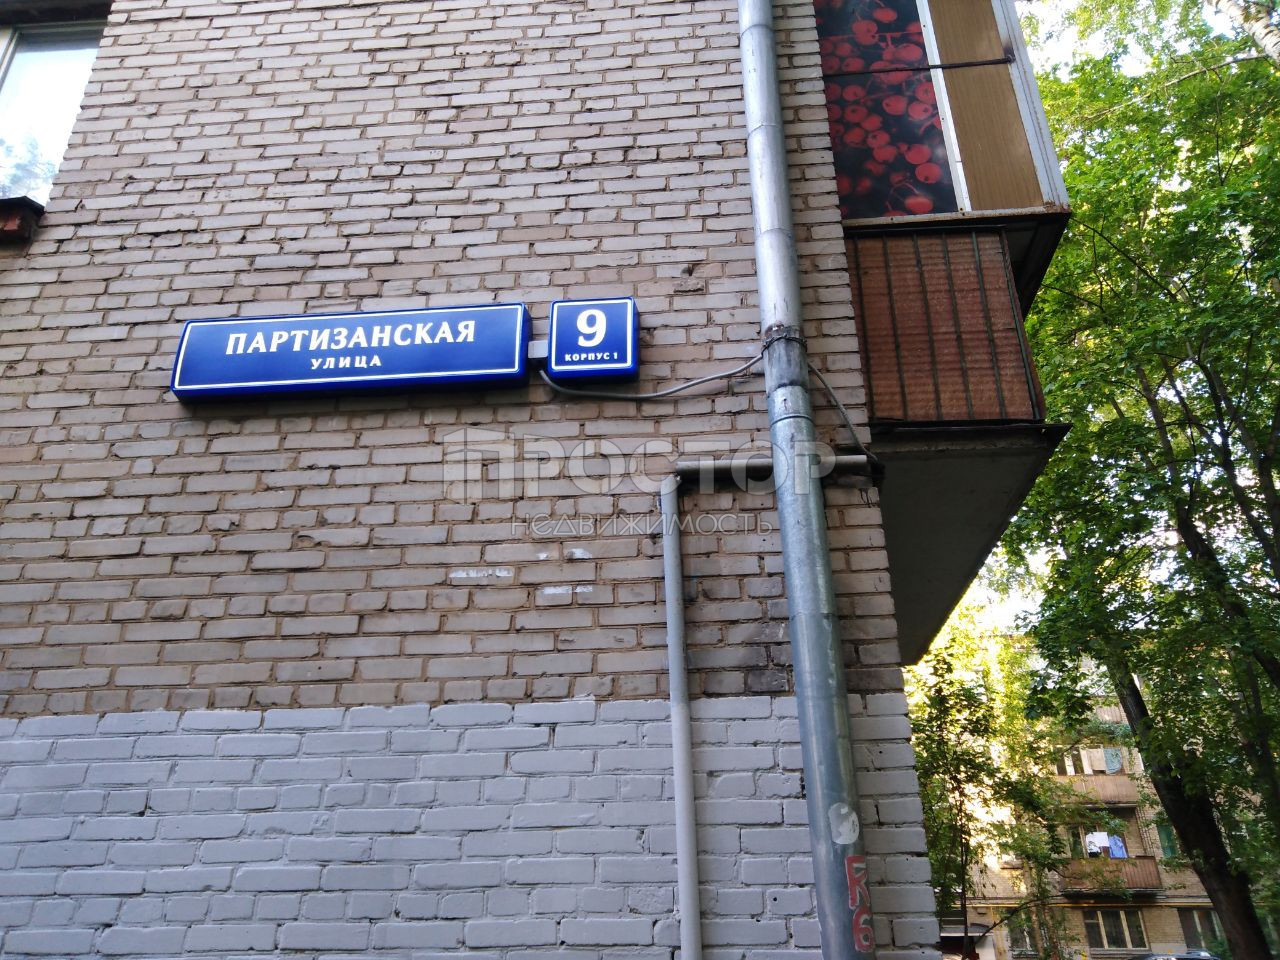 ПАРТИЗАНСКАЯ
УЛИЦА
9
КОРПУС 1
ПРОСТОР
НЕДВИЖИМОСТЬ